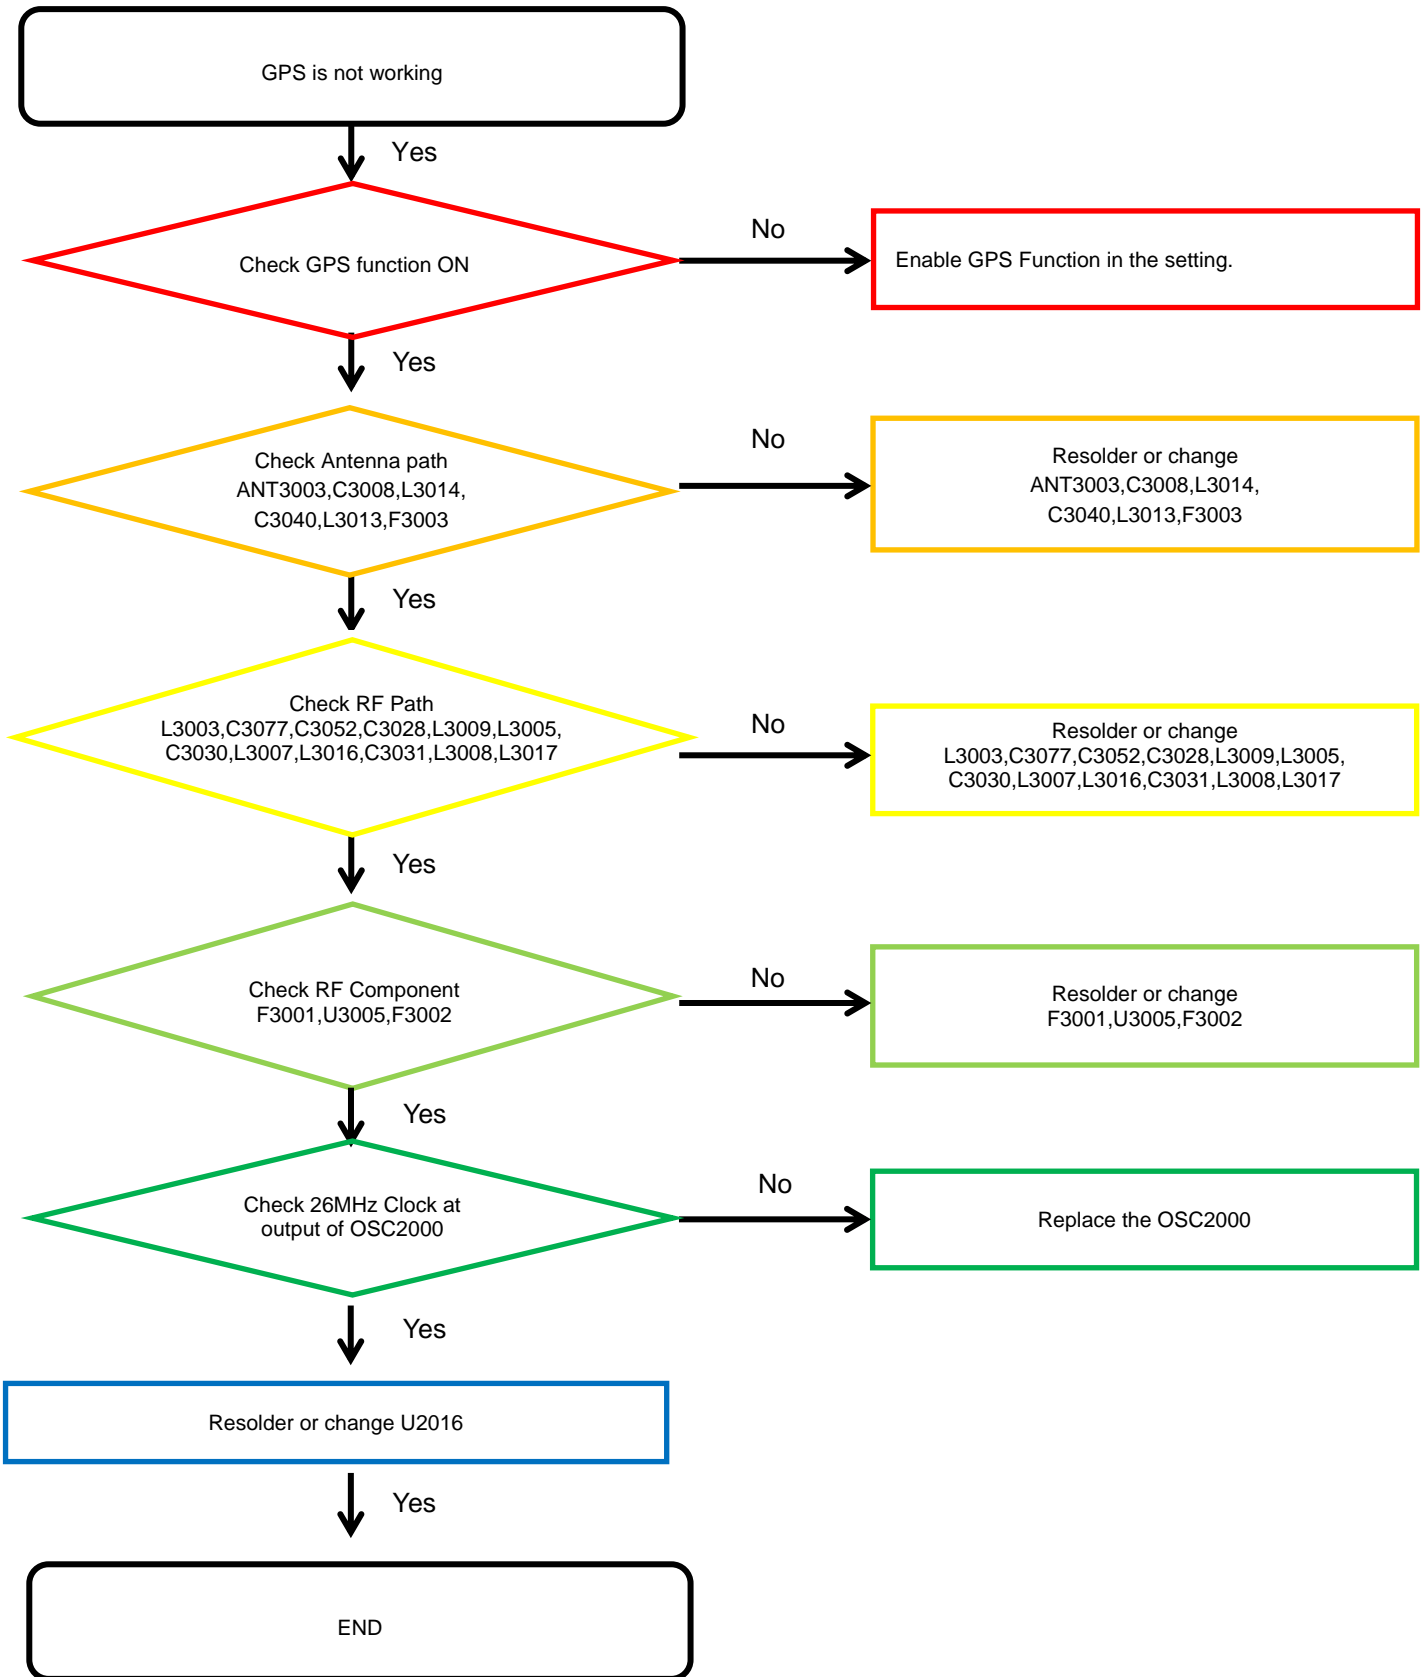 GPS is not working
Yes
Check GPS function ON
No
Enable GPS Function in the setting.
Yes
Check Antenna path
ANT3003,C3008,L3014,
C3040,L3013,F3003
No
Resolder or change
ANT3003,C3008,L3014,
C3040,L3013,F3003
Yes
Check RF Path
L3003,C3077,C3052,C3028,L3009,L3005,
C3030,L3007,L3016,C3031,L3008,L3017
No
Resolder or change
L3003,C3077,C3052,C3028,L3009,L3005,
C3030,L3007,L3016,C3031,L3008,L3017
Yes
Check RF Component
F3001,U3005,F3002
No
Resolder or change
F3001,U3005,F3002
Yes
Check 26MHz Clock at
output of OSC2000
No
Replace the OSC2000
Yes
Resolder or change U2016
Yes
END